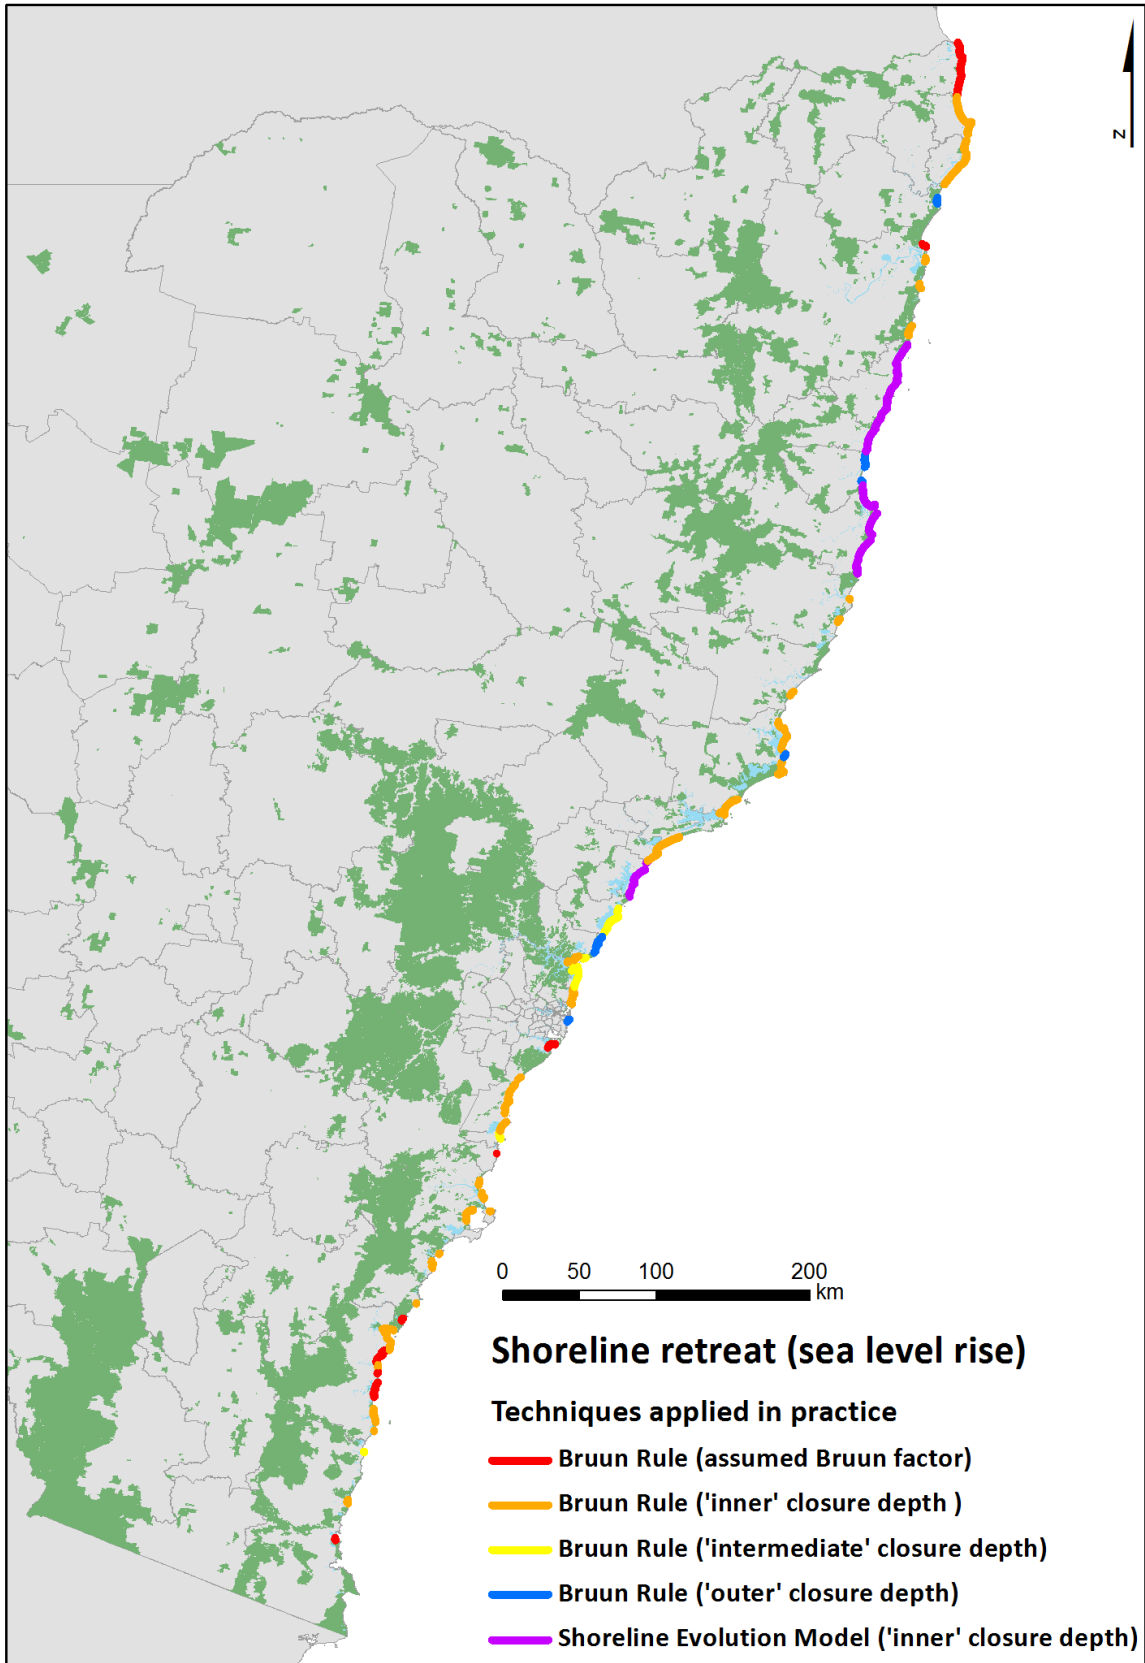 N
0 50 100 200
km
Shoreline retreat (sea level rise)
Techniques applied in practice
Bruun Rule (assumed Bruun factor)
Bruun Rule ('inner' closure depth )
Bruun Rule ('intermediate' closure depth)
Bruun Rule ('outer' closure depth)
Shoreline Evolution Model ('inner' closure depth)